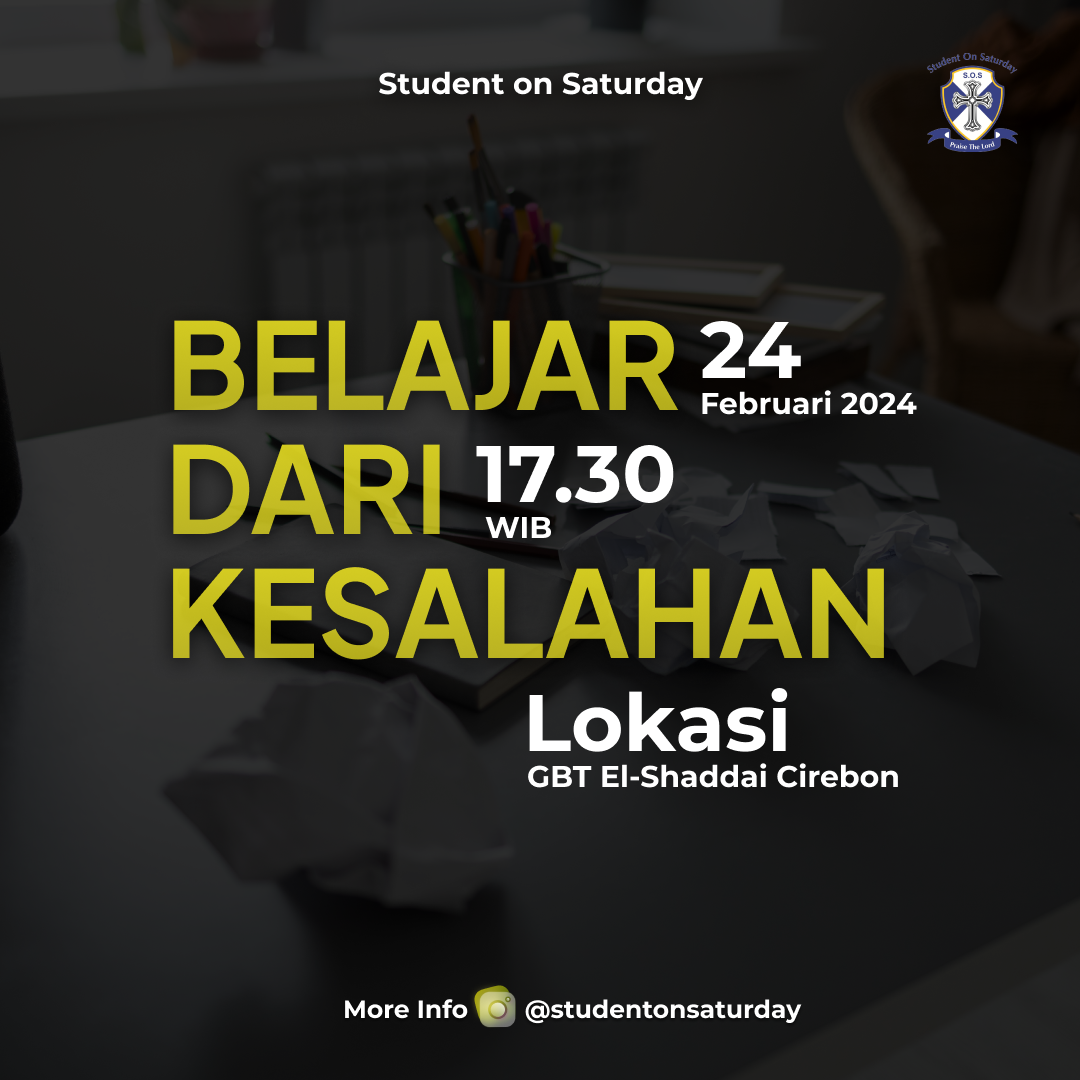 Student on Saturday
Student On Saturday
S.O.S
Praise The Lord
BELAJAR
24
Februari 2024
DARI
17.30
WIB
KESALAHAN
Lokasi
GBT El-Shaddai Cirebon
More Info @studentonsaturday